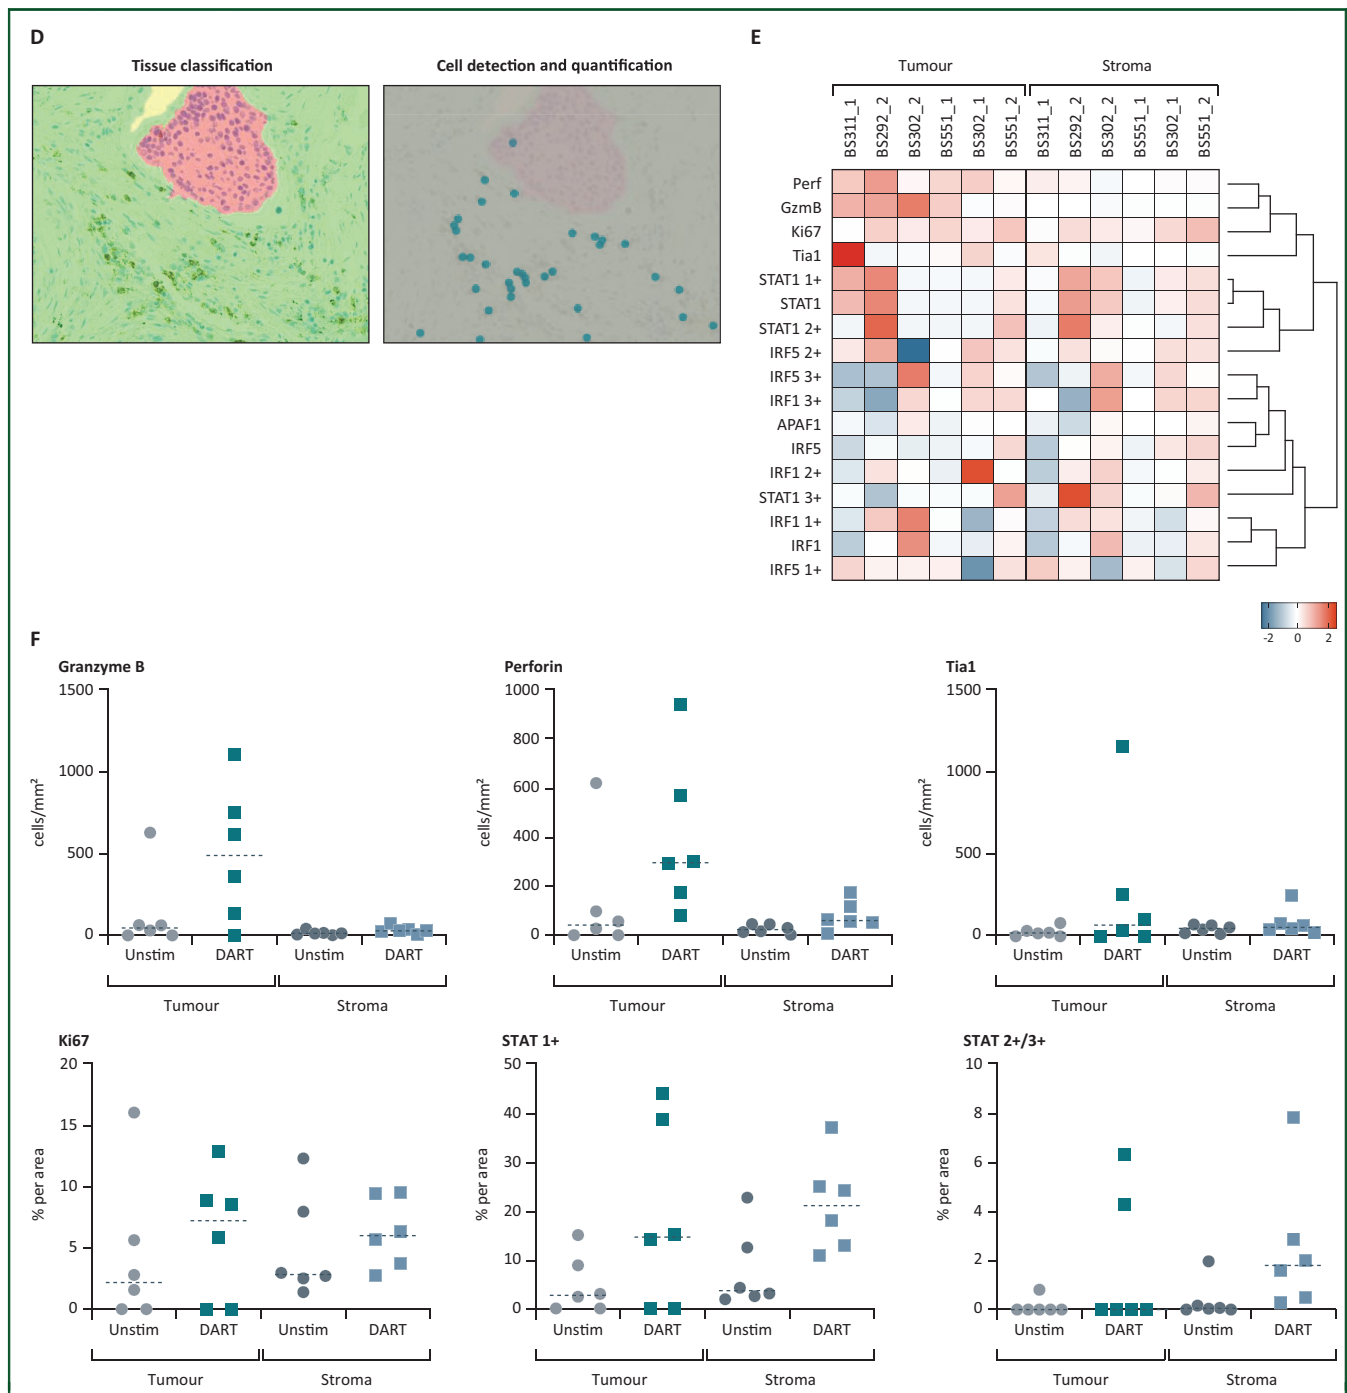 D
Tissue classification
Cell detection and quantification
E
Tumour
Stroma
BS311_1
BS292_2
BS302_2
BS551_1
BS302_1
BS551_2
BS311_1
BS292_2
BS302_2
BS551_1
BS302_1
BS551_2
Perf
GzmB
Ki67
Tia1
STAT1 1+
STAT1
STAT1 2+
IRF5 2+
IRF5 3+
IRF1 3+
APAF1
IRF5
IRF1 2+
STAT1 3+
IRF1 1+
IRF1
IRF5 1+
-2 0 2
F
Granzyme B
1500
1000
500
0
cells/mm²
Unstim DART Unstim DART
Tumour Stroma
Perforin
1000
800
600
400
200
0
cells/mm²
Unstim DART Unstim DART
Tumour Stroma
Tia1
1500
1000
500
0
cells/mm²
Unstim DART Unstim DART
Tumour Stroma
Ki67
20
15
10
5
0
% per area
Unstim DART Unstim DART
Tumour Stroma
STAT 1+
50
40
30
20
10
0
% per area
Unstim DART Unstim DART
Tumour Stroma
STAT 2+/3+
10
8
6
4
2
0
% per area
Unstim DART Unstim DART
Tumour Stroma